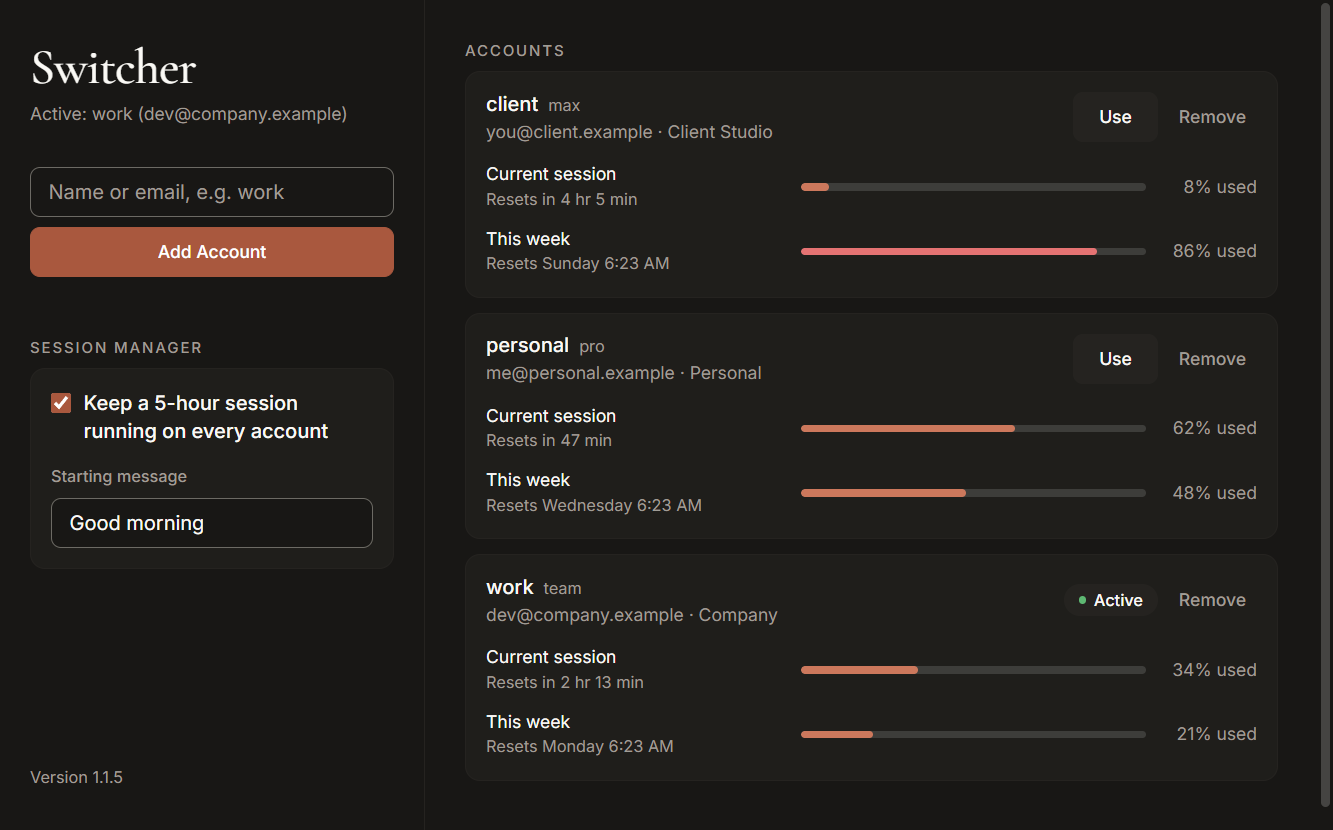 Switcher
Active: work (dev@company.example)
Name or email, e.g. work
Add Account
SESSION MANAGER
Keep a 5-hour session
running on every account
Starting message
Good morning
Version 1.1.5
ACCOUNTS
client max
you@client.example · Client Studio
Use
Remove
Current session
Resets in 4 hr 5 min
8% used
This week
Resets Sunday 6:23 AM
86% used
personal pro
me@personal.example · Personal
Use
Remove
Current session
Resets in 47 min
62% used
This week
Resets Wednesday 6:23 AM
48% used
work team
dev@company.example · Company
Active
Remove
Current session
Resets in 2 hr 13 min
34% used
This week
Resets Monday 6:23 AM
21% used